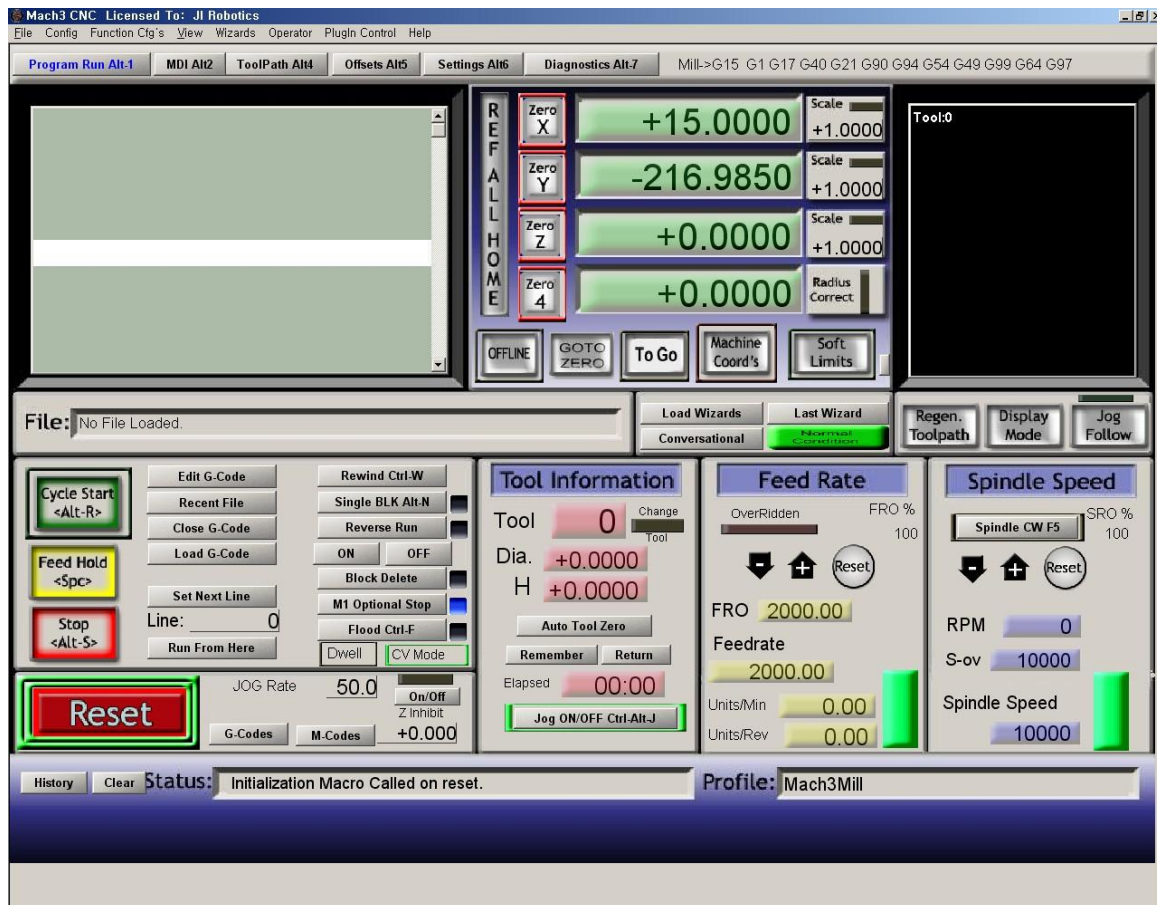 Mach3 CNC Licensed To: JI Robotics
File Config Function Cfg's View Wizards Operator PlugIn Control Help
Program Run Alt-1 MDI Alt2 ToolPath Alt4 Offsets Alt5 Settings Alt6 Diagnostics Alt-7 Mill->G15 G1 G17 G40 G21 G90 G94 G54 G49 G99 G64 G97
REF ALL HOME
Zero X +15.0000 Scale +1.0000
Zero Y -216.9850 Scale +1.0000
Zero Z +0.0000 Scale +1.0000
Zero 4 +0.0000 Radius Correct
OFFLINE GOTO ZERO To Go Machine Coord's Soft Limits
Tool:0
File: No File Loaded.
Load Wizards Last Wizard
Conversational Normal Condition
Regen. Toolpath Display Mode Jog Follow
Cycle Start <Alt-R>
Feed Hold <Spc>
Stop <Alt-S>
Edit G-Code
Recent File
Close G-Code
Load G-Code
Set Next Line
Line: 0
Run From Here
Rewind Ctrl-W
Single BLK Alt-N
Reverse Run
ON OFF
Block Delete
M1 Optional Stop
Flood Ctrl-F
Dwell CV Mode
Reset
JOG Rate 50.0
On/Off
Z Inhibit
+0.000
G-Codes M-Codes
Tool Information
Tool 0 Change Tool
Dia. +0.0000
H +0.0000
Auto Tool Zero
Remember Return
Elapsed 00:00
Jog ON/OFF Ctrl-Alt-J
Feed Rate
OverRidden FRO %
100
Reset
FRO 2000.00
Feedrate
2000.00
Units/Min 0.00
Units/Rev 0.00
Spindle Speed
Spindle CW F5 SRO %
100
Reset
RPM 0
S-ov 10000
Spindle Speed
10000
History Clear Status: Initialization Macro Called on reset.
Profile: Mach3Mill